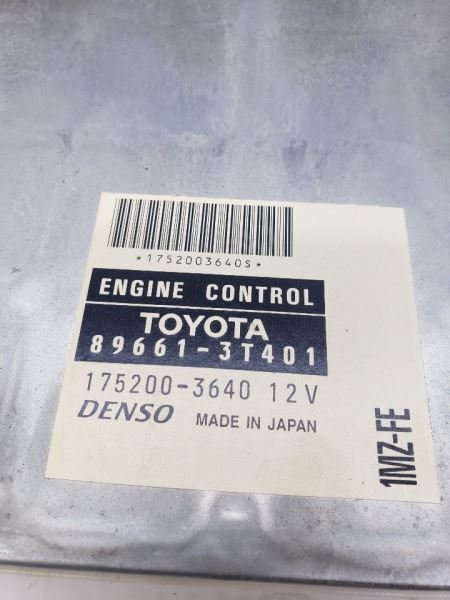 *1752003640S*
ENGINE CONTROL
TOYOTA
89661-3T401
175200-3640 12V
DENSO MADE IN JAPAN
1MZ-FE